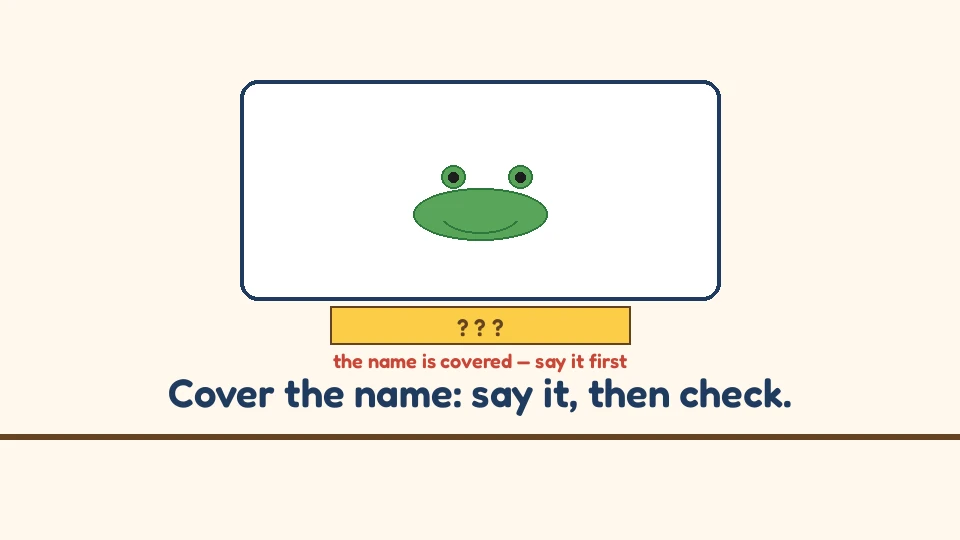 ? ? ?
the name is covered — say it first
Cover the name: say it, then check.